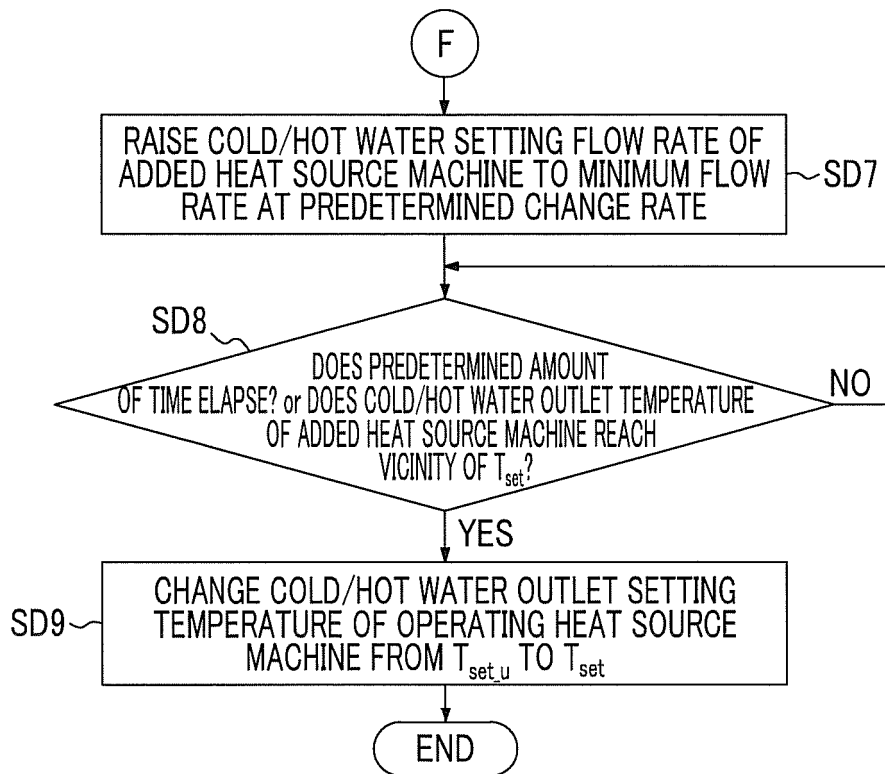 F
RAISE COLD/HOT WATER SETTING FLOW RATE OF
ADDED HEAT SOURCE MACHINE TO MINIMUM FLOW
RATE AT PREDETERMINED CHANGE RATE
SD7
SD8
DOES PREDETERMINED AMOUNT
OF TIME ELAPSE? or DOES COLD/HOT WATER OUTLET TEMPERATURE
OF ADDED HEAT SOURCE MACHINE REACH
VICINITY OF Tset?
NO
YES
SD9
CHANGE COLD/HOT WATER OUTLET SETTING
TEMPERATURE OF OPERATING HEAT SOURCE
MACHINE FROM Tset_u TO Tset
END